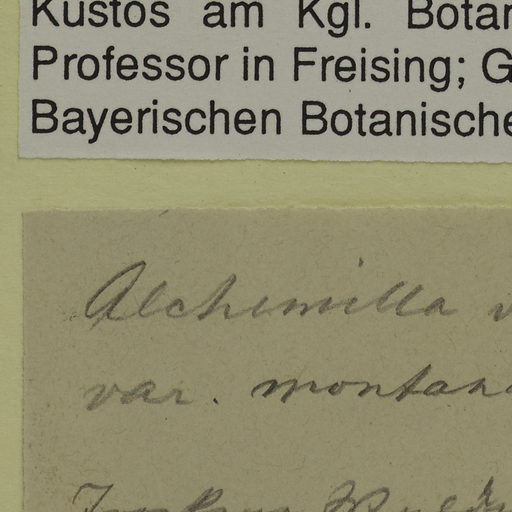 Kustos am Kgl. Botan
Professor in Freising; G
Bayerischen Botanische
Alchemilla v
var. montana